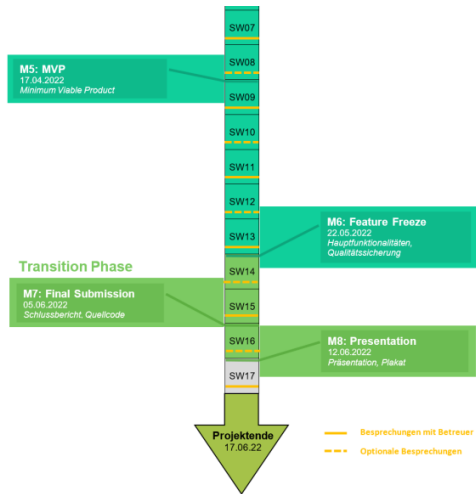 SW07
SW08
M5: MVP
17.04.2022
Minimum Viable Product
SW09
SW10
SW11
SW12
M6: Feature Freeze
22.05.2022
Hauptfunktionalitäten,
Qualitätssicherung
SW13
Transition Phase
SW14
M7: Final Submission
05.06.2022
Schlussbericht. Quellcode
SW15
SW16
M8: Presentation
12.06.2022
Präsentation, Plakat
SW17
Projektende
17.06.22
Besprechungen mit Betreuer
Optionale Besprechungen